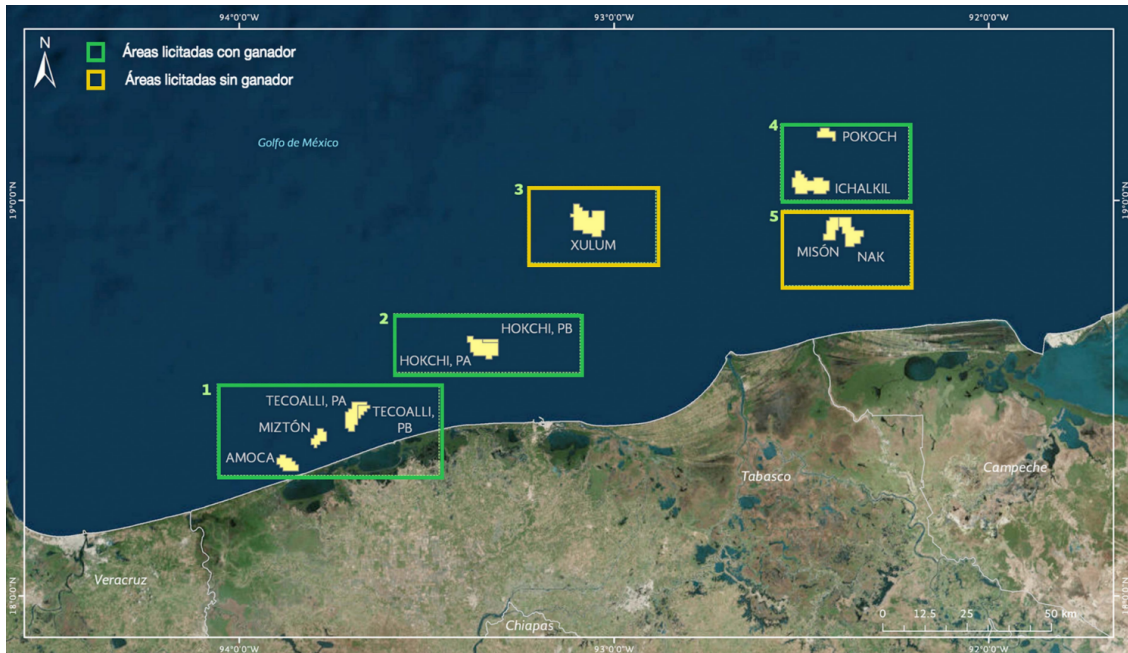 94°0'0"W
93°0'0"W
92°0'0"W
N
Áreas licitadas con ganador
Áreas licitadas sin ganador
Golfo de México
4
POKOCH
ICHALKIL
19°0'0"N
19°0'0"N
3
XULUM
5
MISÓN
NAK
2
HOKCHI, PB
HOKCHI, PA
1
TECOALLI, PA
TECOALLI,
PB
MIZTÓN
AMOCA
Tabasco
Campeche
Veracruz
18°0'0"N
18°0'0"N
0 12.5 25 50 km
Chiapas
94°0'0"W
93°0'0"W
92°0'0"W